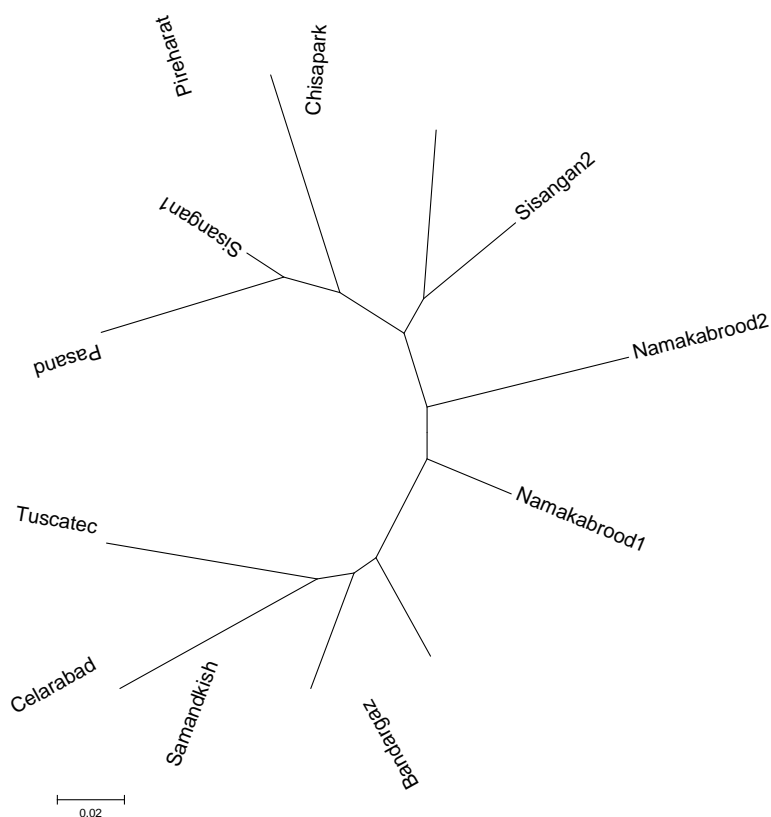 Pireharat
Chisapark
Sisangan2
Sisangan1
Namakabrood2
Pasand
Namakabrood1
Tuscatec
Celarabad
Samandkish
Bandargaz
0.02